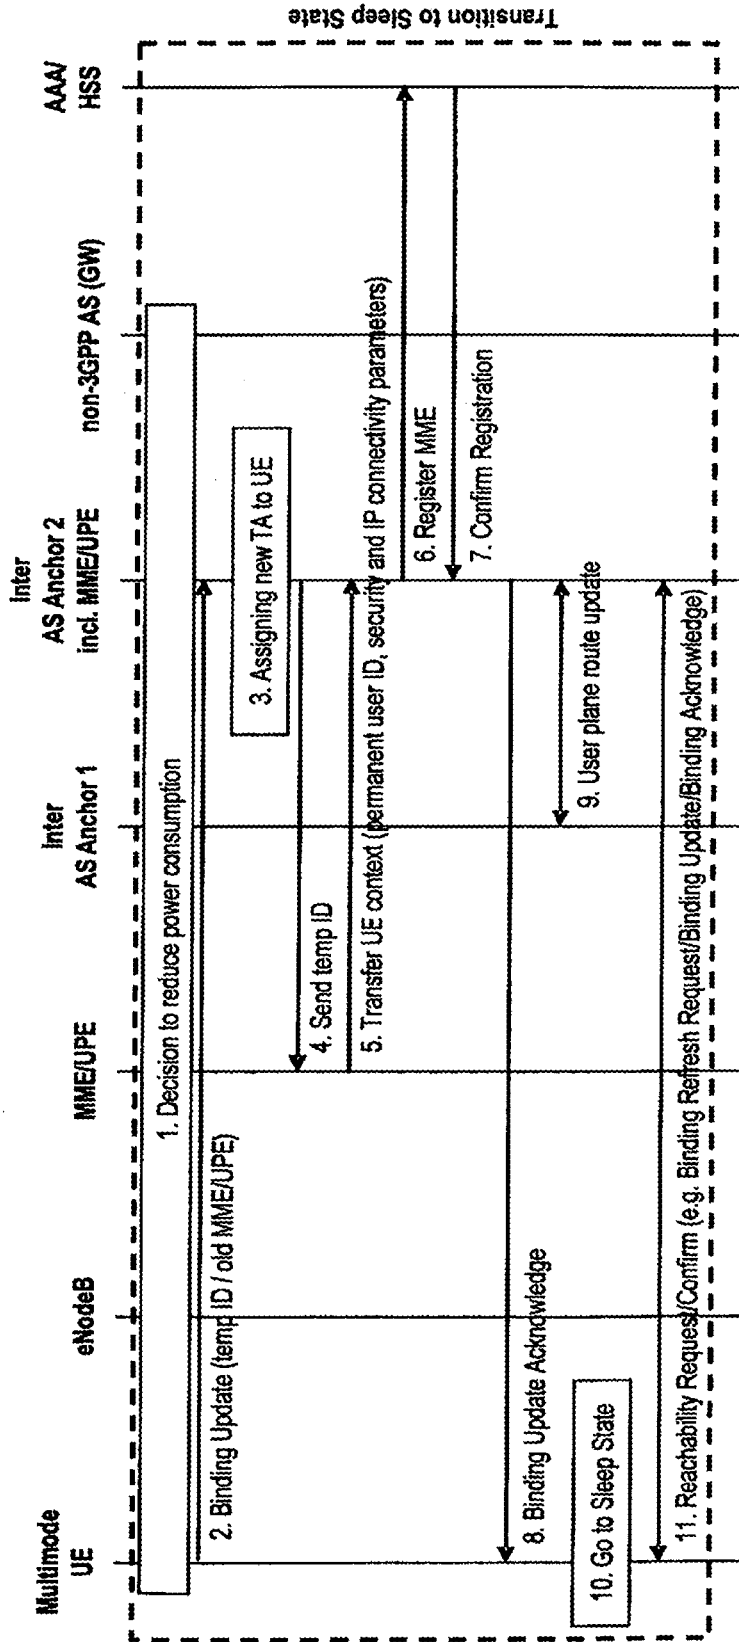 Multimode
UE
eNodeB
MME/UPE
Inter
AS Anchor 1
Inter
AS Anchor 2
incl. MME/UPE
non-3GPP AS (GW)
AAA/
HSS
1. Decision to reduce power consumption
2. Binding Update (temp ID / old MME/UPE)
3. Assigning new TA to UE
4. Send temp ID
5. Transfer UE context (permanent user ID, security and IP connectivity parameters)
6. Register MME
7. Confirm Registration
8. Binding Update Acknowledge
9. User plane route update
10. Go to Sleep State
11. Reachability Request/Confirm (e.g. Binding Refresh Request/Binding Update/Binding Acknowledge)
Transition to Sleep State